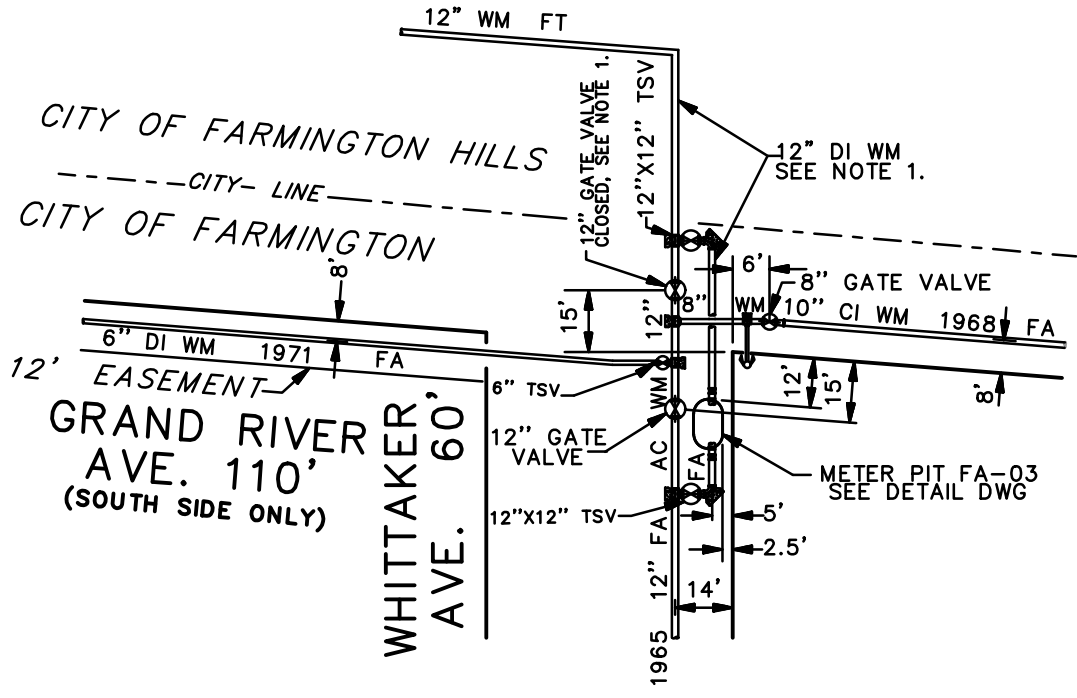 12" WM FT
12" GATE VALVE
CLOSED, SEE NOTE 1.
12"X12" TSV
CITY OF FARMINGTON HILLS
CITY LINE
CITY OF FARMINGTON
12" DI WM
SEE NOTE 1.
8'
6'
8" GATE VALVE
15'
12"
8"
WM
10" CI WM 1968 FA
6" DI WM 1971 FA
12' EASEMENT
6" TSV
12'
15'
8'
GRAND RIVER
AVE. 110'
(SOUTH SIDE ONLY)
WHITTAKER
AVE. 60'
12" GATE
VALVE
METER PIT FA-03
SEE DETAIL DWG
12"X12" TSV
5'
2.5'
14'
1965 12" FA AC WM
FA